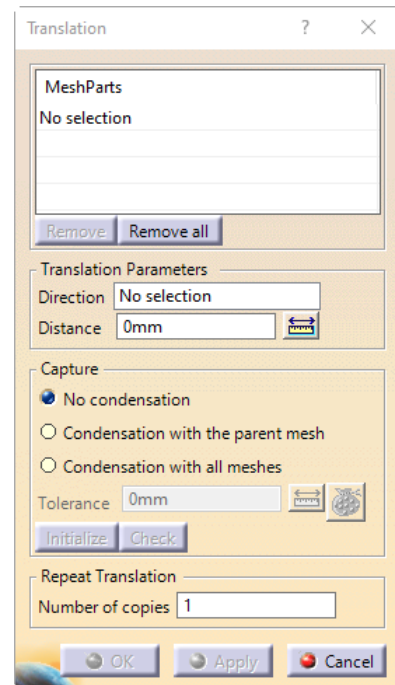 Translation ?
MeshParts
No selection
Remove Remove all
Translation Parameters
Direction No selection
Distance 0mm
Capture
No condensation
Condensation with the parent mesh
Condensation with all meshes
Tolerance 0mm
Initialize Check
Repeat Translation
Number of copies 1
OK Apply Cancel